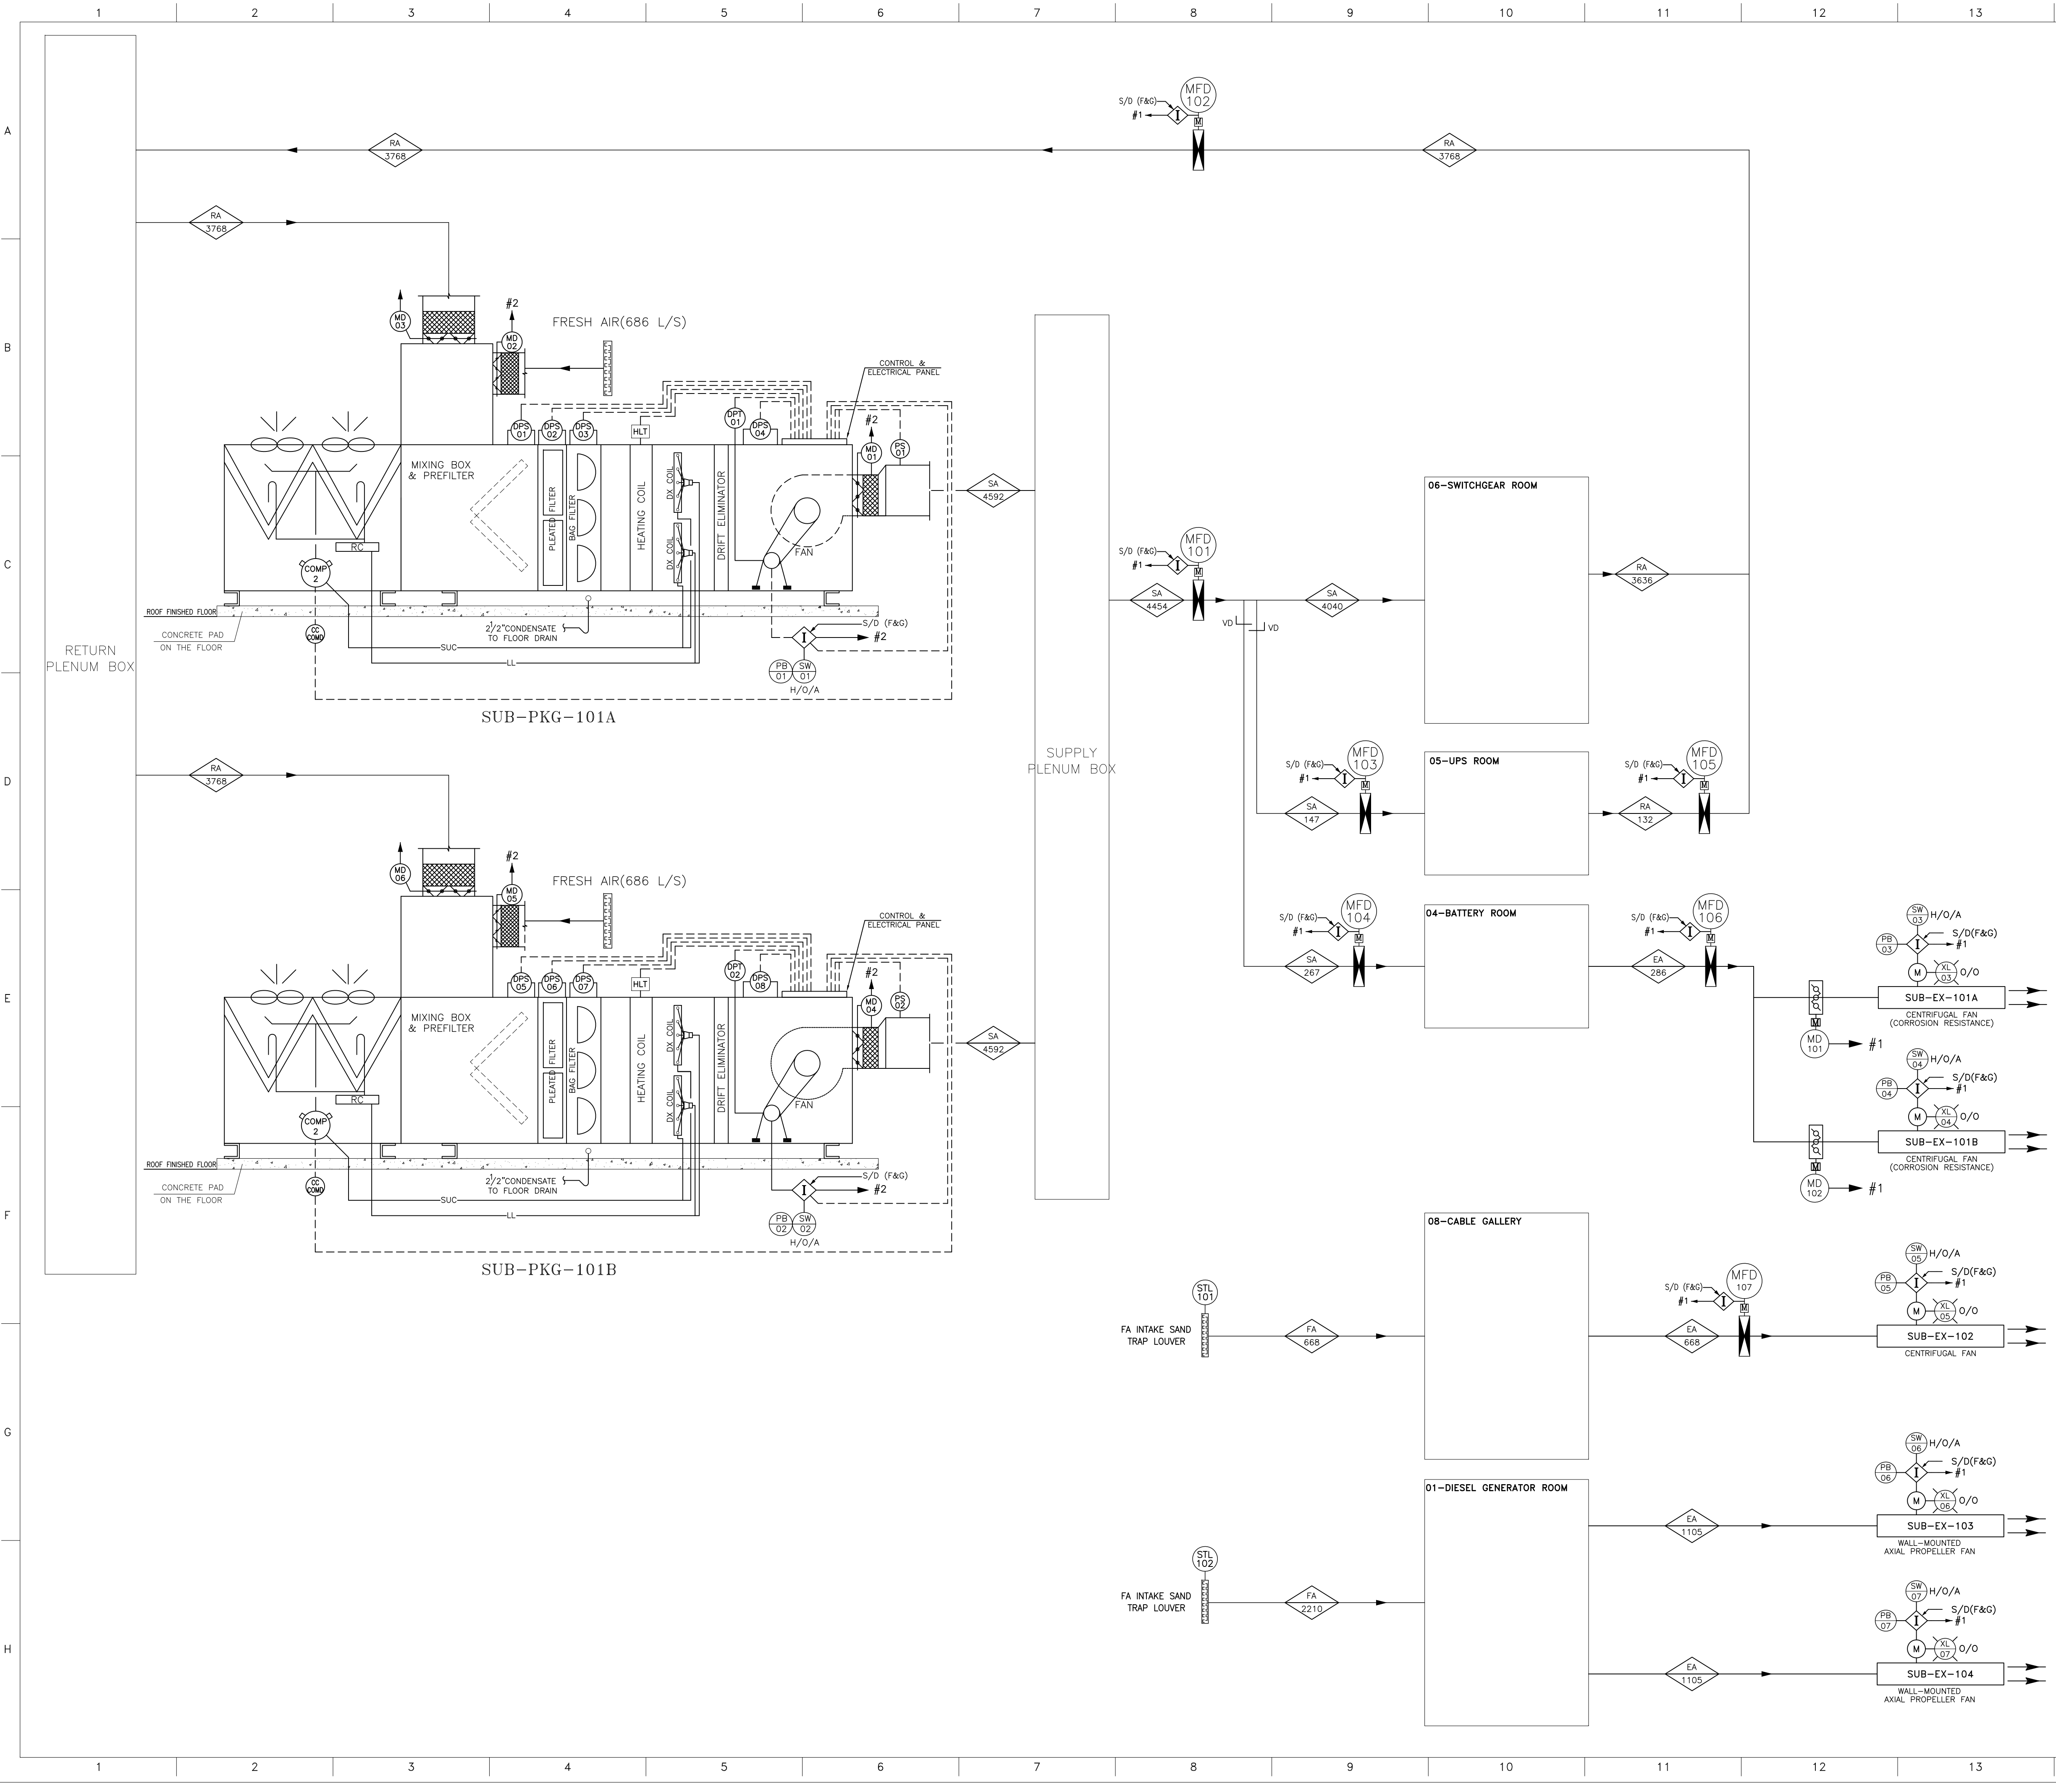 1 2 3 4 5 6 7 8 9 10 11 12 13
A
B
C
D
E
F
G
H
RETURN
PLENUM BOX
RA
3768
S/D (F&G)
#1
I
MFD
102
M
RA
3768
RA
3768
MD
03
#2
MD
02
FRESH AIR(686 L/S)
CONTROL &
ELECTRICAL PANEL
DPS
01
DPS
02
DPS
03
HLT
DPT
01
DPS
04
#2
MD
01
PS
01
MIXING BOX
& PREFILTER
PLEATED FILTER
BAG FILTER
HEATING COIL
DX COIL
DX COIL
DRIFT ELIMINATOR
FAN
RC
COMP
2
ROOF FINISHED FLOOR
CONCRETE PAD
ON THE FLOOR
CC
COMD
2½"CONDENSATE
TO FLOOR DRAIN
SUC
LL
S/D (F&G)
I
#2
PB
01
SW
01
H/O/A
SUB-PKG-101A
SA
4592
RA
3768
MD
06
#2
MD
05
FRESH AIR(686 L/S)
CONTROL &
ELECTRICAL PANEL
DPS
05
DPS
06
DPS
07
HLT
DPT
02
DPS
08
#2
MD
04
PS
02
MIXING BOX
& PREFILTER
PLEATED FILTER
BAG FILTER
HEATING COIL
DX COIL
DX COIL
DRIFT ELIMINATOR
FAN
RC
COMP
2
ROOF FINISHED FLOOR
CONCRETE PAD
ON THE FLOOR
CC
COMD
2½"CONDENSATE
TO FLOOR DRAIN
SUC
LL
S/D (F&G)
I
#2
PB
02
SW
02
H/O/A
SUB-PKG-101B
SA
4592
SUPPLY
PLENUM BOX
S/D (F&G)
#1
I
MFD
101
M
SA
4454
VD
VD
SA
4040
06-SWITCHGEAR ROOM
RA
3636
S/D (F&G)
#1
I
MFD
103
M
SA
147
05-UPS ROOM
S/D (F&G)
#1
I
MFD
105
M
RA
132
S/D (F&G)
#1
I
MFD
104
M
SA
267
04-BATTERY ROOM
S/D (F&G)
#1
I
MFD
106
M
EA
286
M
MD
101
#1
SW
03
H/O/A
PB
03
I
S/D(F&G)
#1
M
XL
03
O/O
SUB-EX-101A
CENTRIFUGAL FAN
(CORROSION RESISTANCE)
M
MD
102
#1
SW
04
H/O/A
PB
04
I
S/D(F&G)
#1
M
XL
04
O/O
SUB-EX-101B
CENTRIFUGAL FAN
(CORROSION RESISTANCE)
STL
101
FA INTAKE SAND
TRAP LOUVER
FA
668
08-CABLE GALLERY
S/D (F&G)
#1
I
MFD
107
M
EA
668
SW
05
H/O/A
PB
05
I
S/D(F&G)
#1
M
XL
05
O/O
SUB-EX-102
CENTRIFUGAL FAN
STL
102
FA INTAKE SAND
TRAP LOUVER
FA
2210
01-DIESEL GENERATOR ROOM
EA
1105
SW
06
H/O/A
PB
06
I
S/D(F&G)
#1
M
XL
06
O/O
SUB-EX-103
WALL-MOUNTED
AXIAL PROPELLER FAN
EA
1105
SW
07
H/O/A
PB
07
I
S/D(F&G)
#1
M
XL
07
O/O
SUB-EX-104
WALL-MOUNTED
AXIAL PROPELLER FAN
1 2 3 4 5 6 7 8 9 10 11 12 13